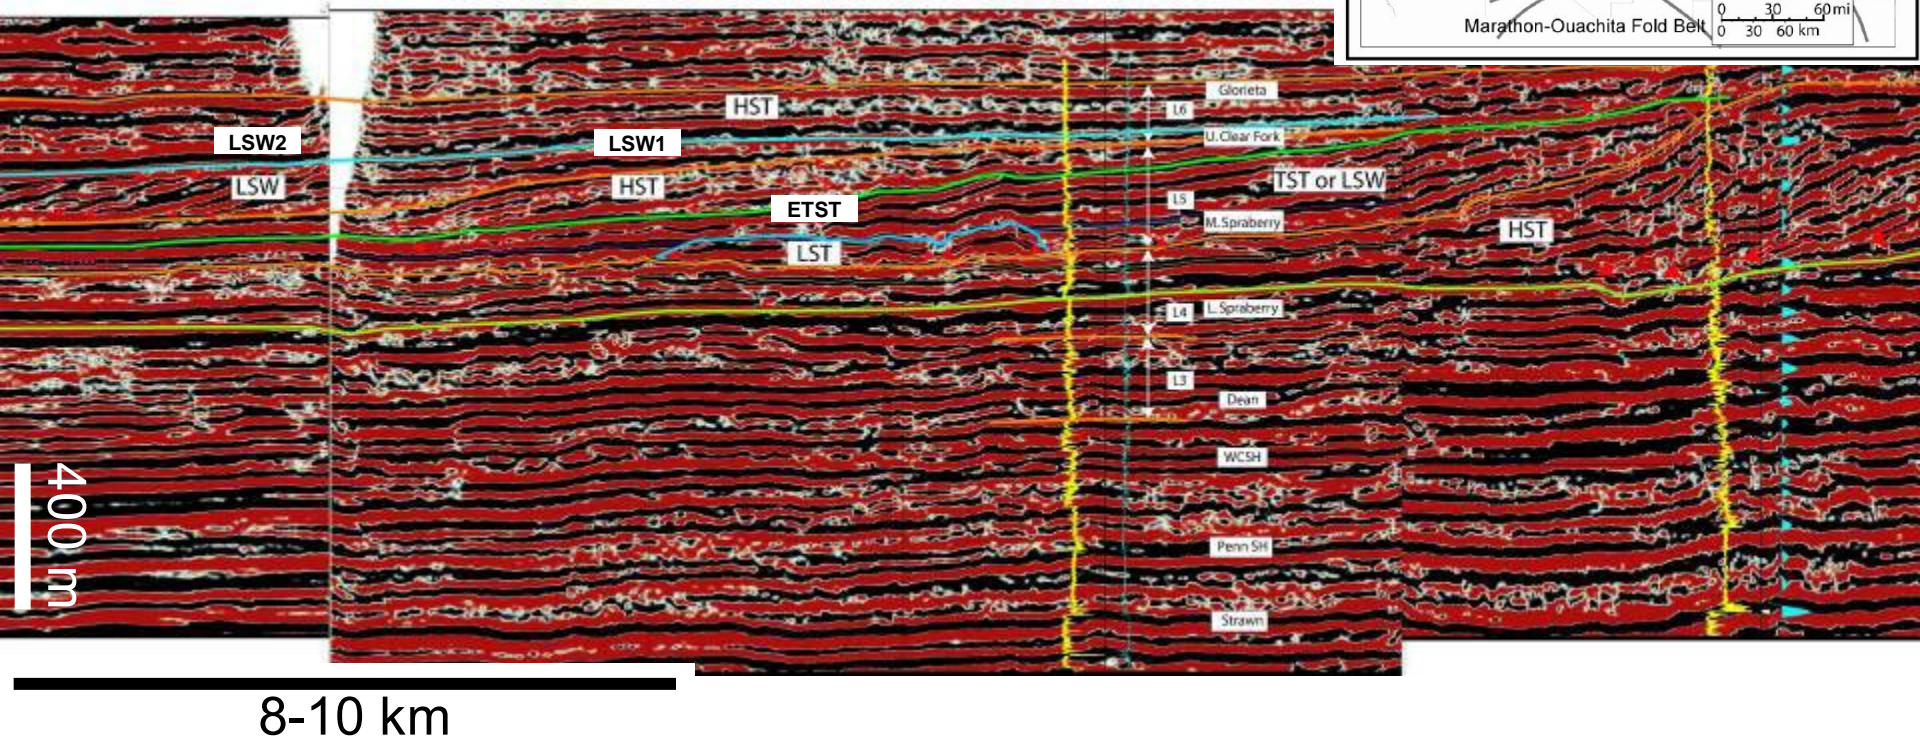 0 30 60mi
Marathon-Ouachita Fold Belt
0 30 60 km
Glorieta
HST
L6
LSW2
LSW1
U.Clear Fork
LSW
HST
TST or LSW
L5
ETST
M.Spraberry
HST
LST
L4
L.Spraberry
L3
Dean
WCSH
400 m
Penn SH
Strawn
8-10 km